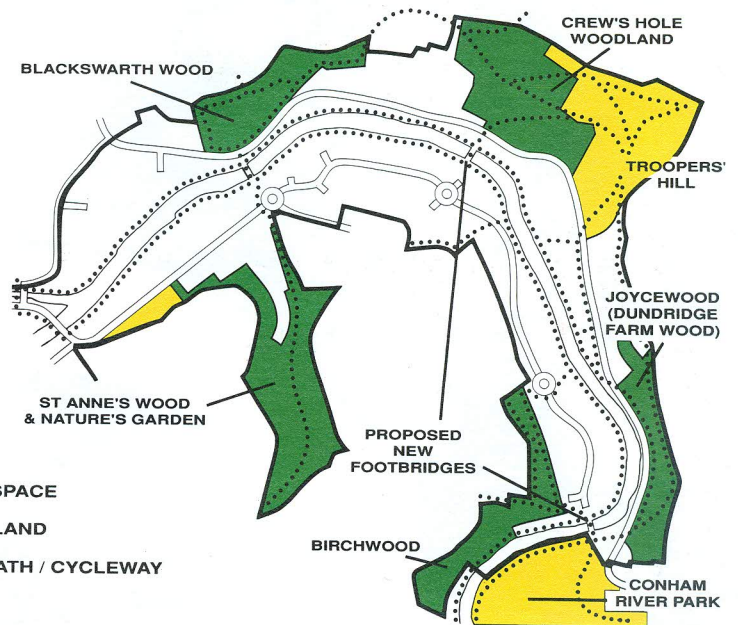 CREW'S HOLE
WOODLAND
BLACKSWARTH WOOD
TROOPERS'
HILL
JOYCEWOOD
(DUNDRIDGE
FARM WOOD)
ST ANNE'S WOOD
& NATURE'S GARDEN
PROPOSED
NEW
FOOTBRIDGES
SPACE
LAND
ATH / CYCLEWAY
BIRCHWOOD
CONHAM
RIVER PARK